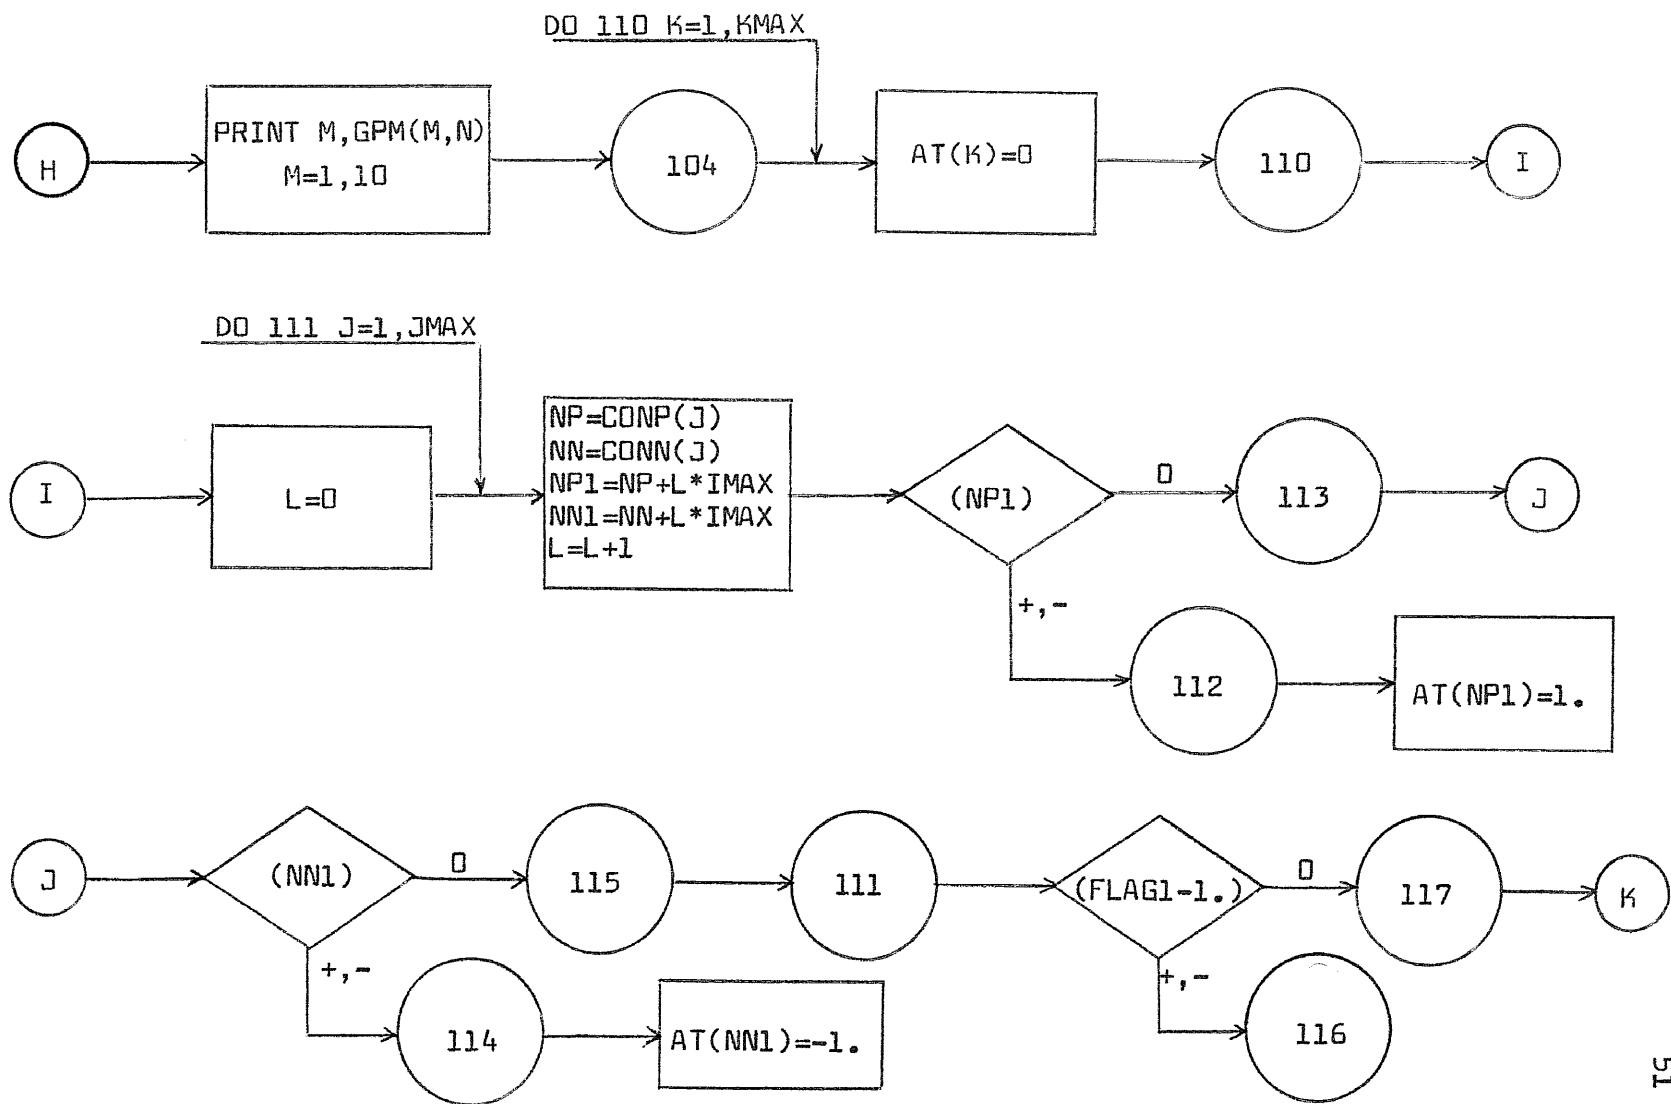 DO 110 K=1,KMAX
H
PRINT M,GPM(M,N)
M=1,10
104
AT(K)=0
110
I
DO 111 J=1,JMAX
I
L=0
NP=CONP(J)
NN=CONN(J)
NP1=NP+L*IMAX
NN1=NN+L*IMAX
L=L+1
(NP1)
0
113
J
+,-
112
AT(NP1)=1.
J
(NN1)
0
115
111
(FLAG1-1.)
0
117
K
+,-
114
AT(NN1)=-1.
+,-
116
51